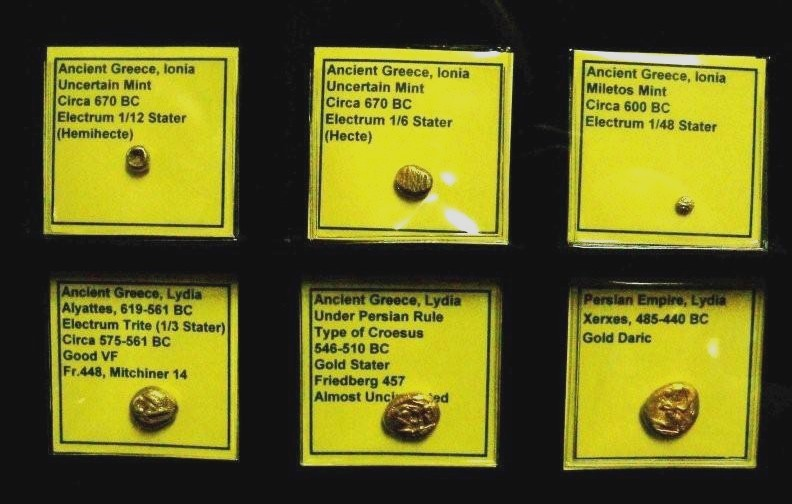 Ancient Greece, Ionia
Uncertain Mint
Circa 670 BC
Electrum 1/12 Stater
(Hemihecte)
Ancient Greece, Ionia
Uncertain Mint
Circa 670 BC
Electrum 1/6 Stater
(Hecte)
Ancient Greece, Ionia
Miletos Mint
Circa 600 BC
Electrum 1/48 Stater
Ancient Greece, Lydia
Alyattes, 619-561 BC
Electrum Trite (1/3 Stater)
Circa 575-561 BC
Good VF
Fr.448, Mitchiner 14
Ancient Greece, Lydia
Under Persian Rule
Type of Croesus
546-510 BC
Gold Stater
Friedberg 457
Almost
Persian Empire, Lydia
Xerxes, 485-440 BC
Gold Daric